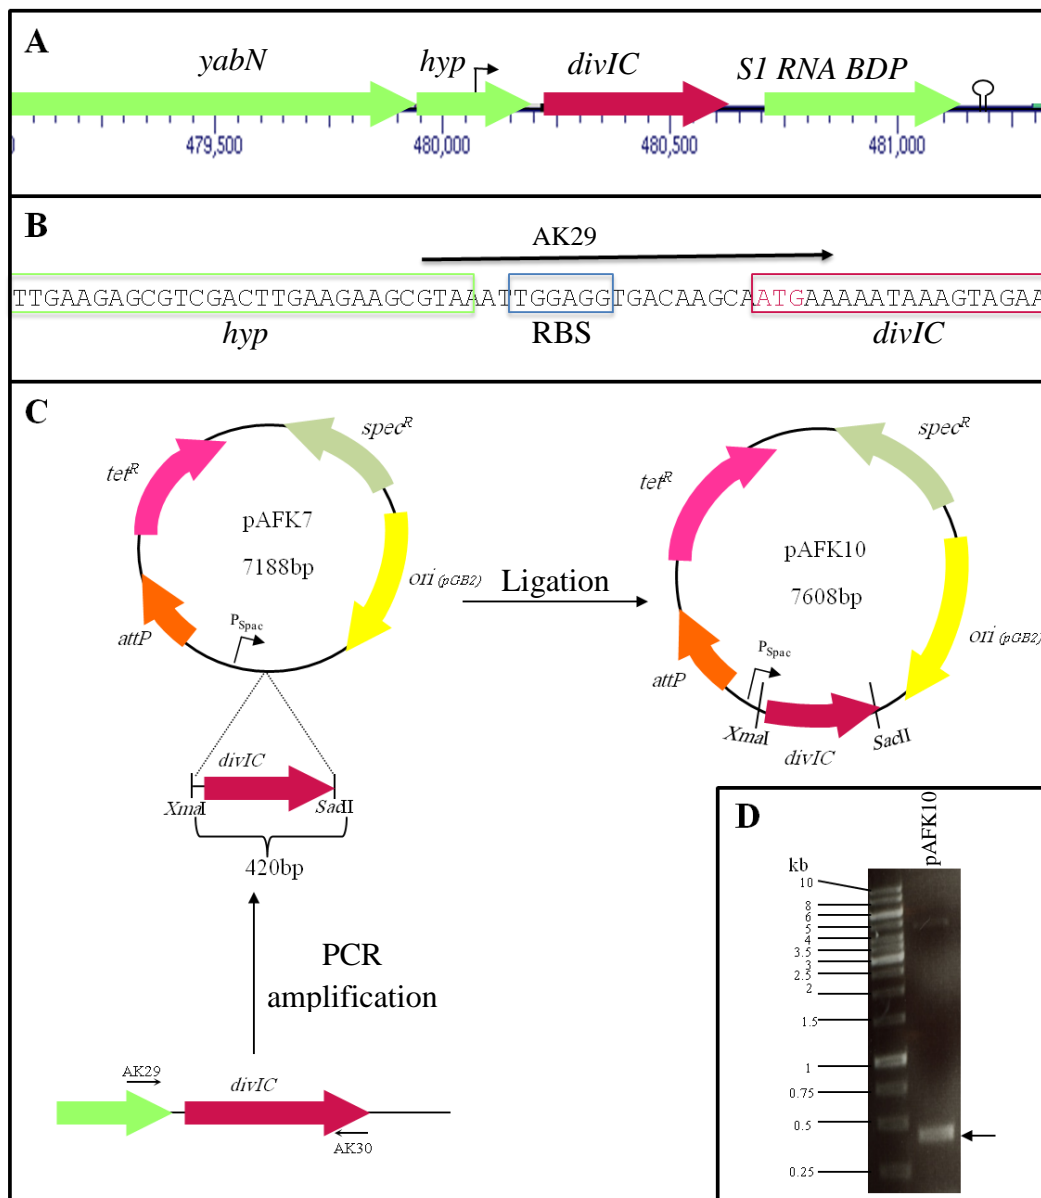 A
yabN
hyp
divIC
S1 RNA BDP
479,500
480,000
480,500
481,000
B
AK29
TTGAAGAGCGTCGACTTGAAGAAGCGTAAATTGGAGGTGACAAGCAATGAAAAATAAAGTAGAA
hyp
RBS
divIC
C
specR
tetR
pAFK7
7188bp
ori (pGB2)
attP
PSpac
Ligation
specR
tetR
pAFK10
7608bp
ori (pGB2)
attP
PSpac
XmaI
divIC
SacII
divIC
XmaI
SacII
420bp
PCR
amplification
AK29
divIC
AK30
D
pAFK10
kb
10
8
6
5
4
3.5
3
2.5
2
1.5
1
0.75
0.5
0.25